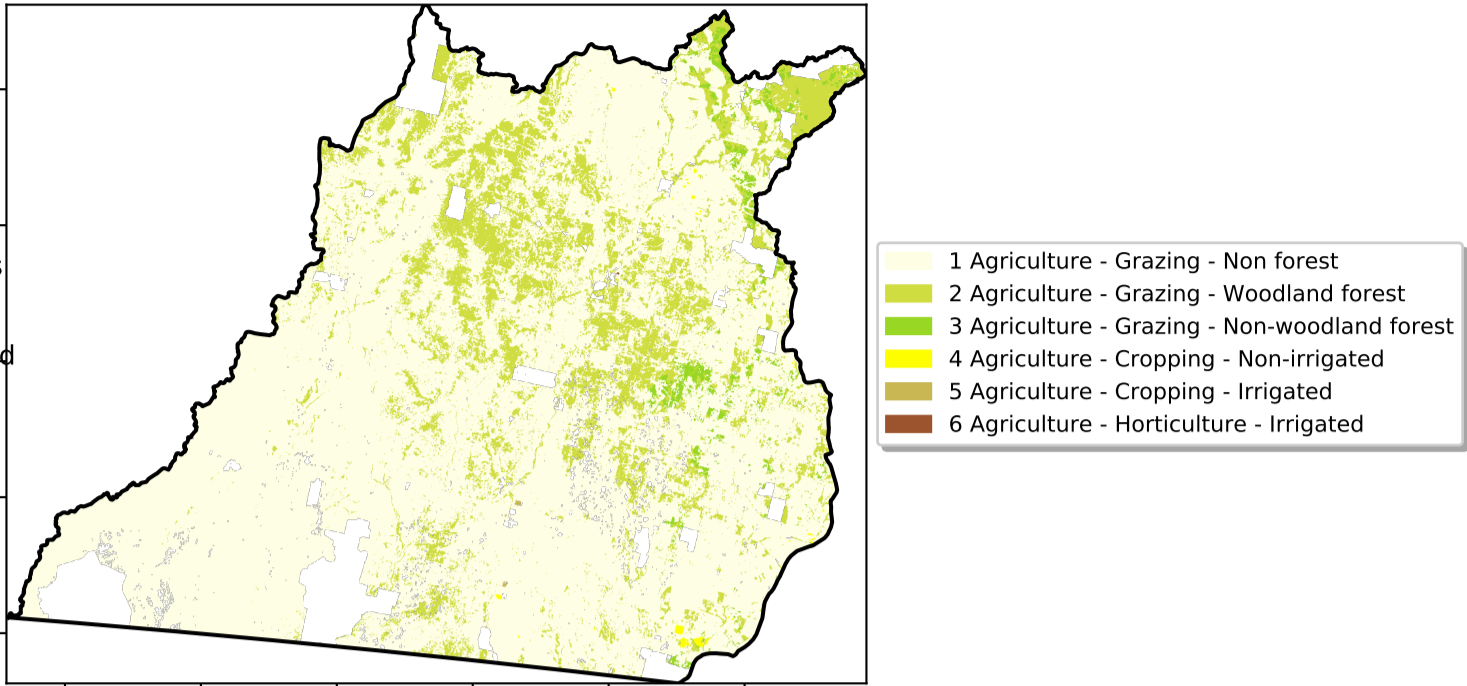 d
1 Agriculture - Grazing - Non forest
2 Agriculture - Grazing - Woodland forest
3 Agriculture - Grazing - Non-woodland forest
4 Agriculture - Cropping - Non-irrigated
5 Agriculture - Cropping - Irrigated
6 Agriculture - Horticulture - Irrigated